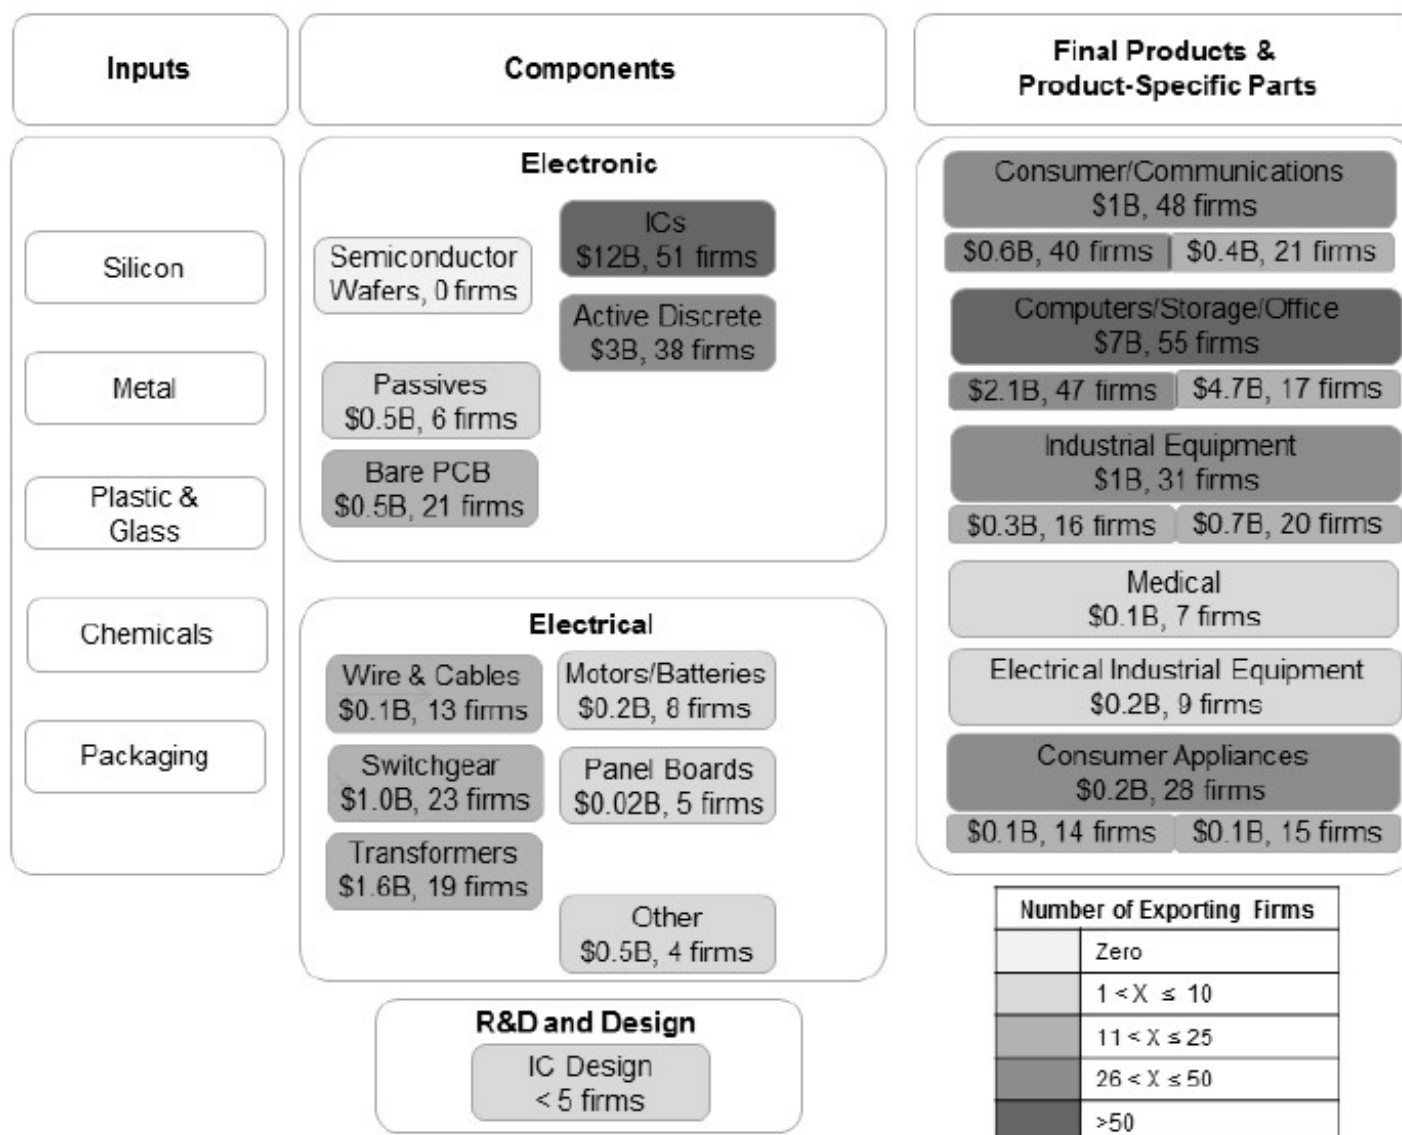 Inputs
Components
Final Products &
Product-Specific Parts
Silicon
Metal
Plastic &
Glass
Chemicals
Packaging
Electronic
Semiconductor
Wafers, 0 firms
ICs
$12B, 51 firms
Active Discrete
$3B, 38 firms
Passives
$0.5B, 6 firms
Bare PCB
$0.5B, 21 firms
Electrical
Wire & Cables
$0.1B, 13 firms
Motors/Batteries
$0.2B, 8 firms
Switchgear
$1.0B, 23 firms
Panel Boards
$0.02B, 5 firms
Transformers
$1.6B, 19 firms
Other
$0.5B, 4 firms
R&D and Design
IC Design
< 5 firms
Consumer/Communications
$1B, 48 firms
$0.6B, 40 firms $0.4B, 21 firms
Computers/Storage/Office
$7B, 55 firms
$2.1B, 47 firms $4.7B, 17 firms
Industrial Equipment
$1B, 31 firms
$0.3B, 16 firms $0.7B, 20 firms
Medical
$0.1B, 7 firms
Electrical Industrial Equipment
$0.2B, 9 firms
Consumer Appliances
$0.2B, 28 firms
$0.1B, 14 firms $0.1B, 15 firms
Number of Exporting Firms
Zero
1 < X ≤ 10
11 < X ≤ 25
26 < X ≤ 50
>50